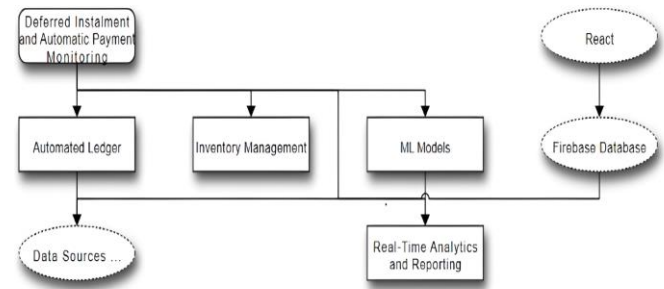 Deferred Instalment
and Automatic Payment
Monitoring
React
Automated Ledger
Inventory Management
ML Models
Firebase Database
Data Sources ...
Real-Time Analytics
and Reporting